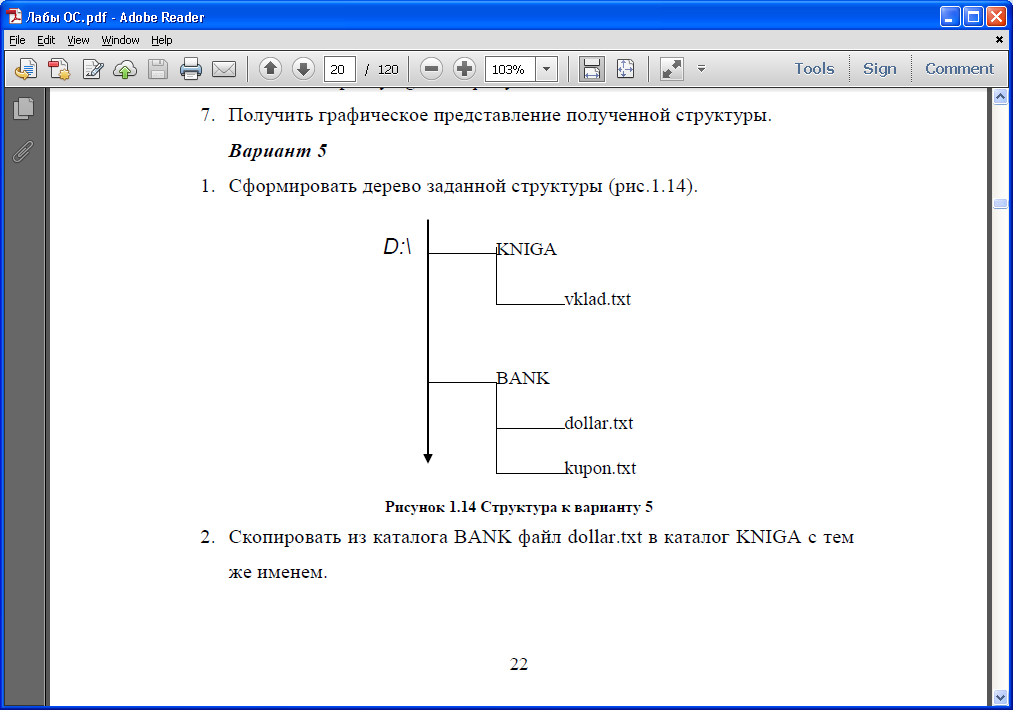 Лабы ОС.pdf - Adobe Reader
File Edit View Window Help
20 / 120 103% Tools Sign Comment
7. Получить графическое представление полученной структуры.
Вариант 5
1. Сформировать дерево заданной структуры (рис.1.14).
D:\
KNIGA
vklad.txt
BANK
dollar.txt
kupon.txt
Рисунок 1.14 Структура к варианту 5
2. Скопировать из каталога BANK файл dollar.txt в каталог KNIGA с тем
же именем.
22